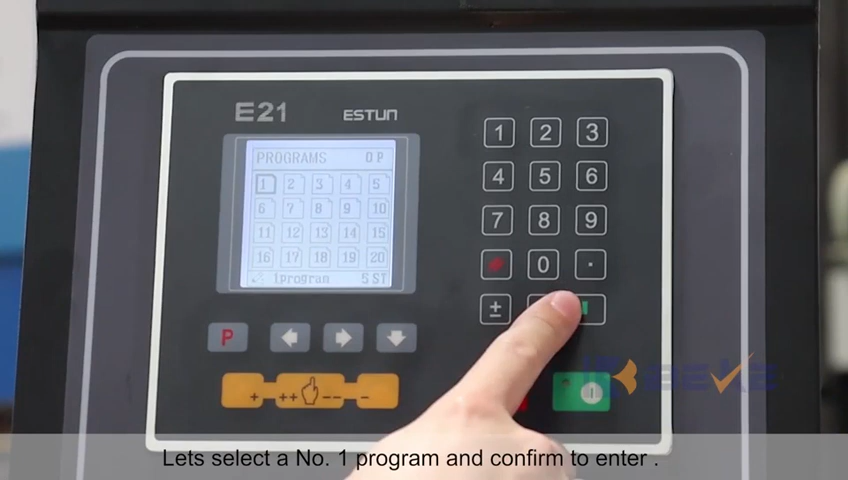 E21 ESTUN
PROGRAMS 0 P
1 2 3 4 5
6 7 8 9 10
11 12 13 14 15
16 17 18 19 20
1program 5 ST
1 2 3
4 5 6
7 8 9
0 .
±
P
+ ++ -- -
BEKE
Lets select a No. 1 program and confirm to enter .